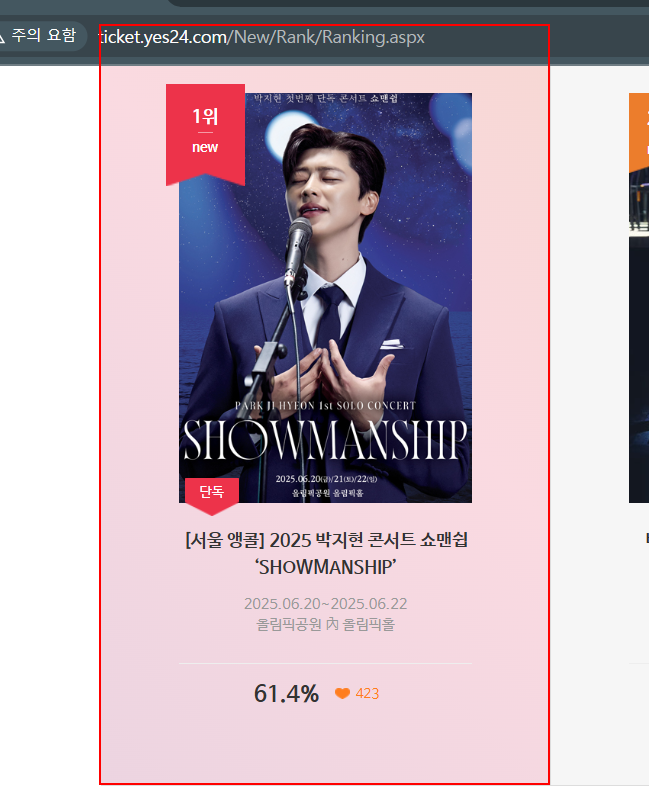 주의 요함
ticket.yes24.com/New/Rank/Ranking.aspx
1위
new
박지현 첫번째 단독 콘서트 쇼맨쉽
PARK JI HYEON 1st SOLO CONCERT
SHOWMANSHIP
2025.06.20(금)/21(토)/22(일)
올림픽공원 올림픽홀
단독
[서울 앵콜] 2025 박지현 콘서트 쇼맨쉽
‘SHOWMANSHIP’
2025.06.20~2025.06.22
올림픽공원 內 올림픽홀
61.4% 423